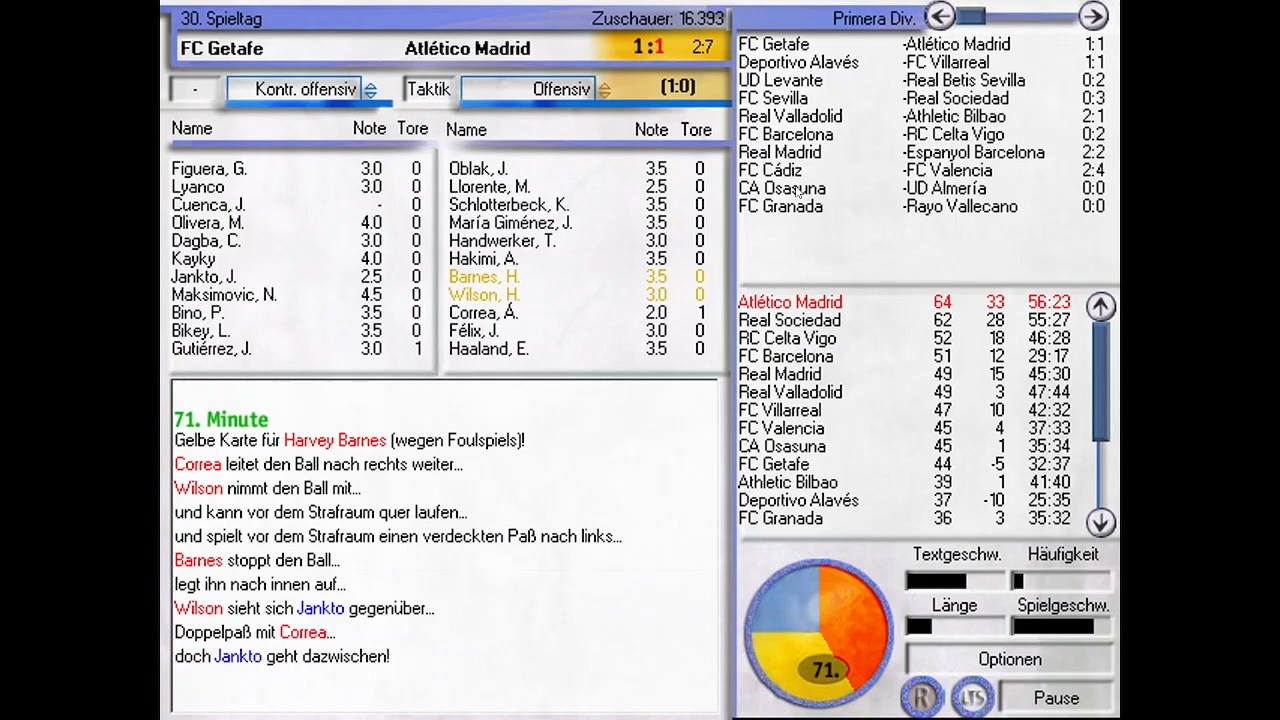 30. Spieltag Zuschauer: 16.393
FC Getafe Atlético Madrid 1:1 2:7
- Kontr. offensiv Taktik Offensiv (1:0)
Name Note Tore Name Note Tore
Figuera, G. 3.0 0 Oblak, J. 3.5 0
Lyanco 3.0 0 Llorente, M. 2.5 0
Cuenca, J. - 0 Schlotterbeck, K. 3.5 0
Olivera, M. 4.0 0 María Giménez, J. 3.5 0
Dagba, C. 3.0 0 Handwerker, T. 3.0 0
Kayky 4.0 0 Hakimi, A. 3.5 0
Jankto, J. 2.5 0 Barnes, H. 3.5 0
Maksimovic, N. 4.5 0 Wilson, H. 3.0 0
Bino, P. 3.5 0 Correa, Á. 2.0 1
Bikey, L. 3.5 0 Félix, J. 3.0 0
Gutiérrez, J. 3.0 1 Haaland, E. 3.5 0
71. Minute
Gelbe Karte für Harvey Barnes (wegen Foulspiels)!
Correa leitet den Ball nach rechts weiter...
Wilson nimmt den Ball mit...
und kann vor dem Strafraum quer laufen...
und spielt vor dem Strafraum einen verdeckten Paß nach links...
Barnes stoppt den Ball...
legt ihn nach innen auf...
Wilson sieht sich Jankto gegenüber...
Doppelpaß mit Correa...
doch Jankto geht dazwischen!
Primera Div.
FC Getafe -Atlético Madrid 1:1
Deportivo Alavés -FC Villarreal 1:1
UD Levante -Real Betis Sevilla 0:2
FC Sevilla -Real Sociedad 0:3
Real Valladolid -Athletic Bilbao 2:1
FC Barcelona -RC Celta Vigo 0:2
Real Madrid -Espanyol Barcelona 2:2
FC Cádiz -FC Valencia 2:4
CA Osasuna -UD Almería 0:0
FC Granada -Rayo Vallecano 0:0
Atlético Madrid 64 33 56:23
Real Sociedad 62 28 55:27
RC Celta Vigo 52 18 46:28
FC Barcelona 51 12 29:17
Real Madrid 49 15 45:30
Real Valladolid 49 3 47:44
FC Villarreal 47 10 42:32
FC Valencia 45 4 37:33
CA Osasuna 45 1 35:34
FC Getafe 44 -5 32:37
Athletic Bilbao 39 1 41:40
Deportivo Alavés 37 -10 25:35
FC Granada 36 3 35:32
Textgeschw. Häufigkeit
Länge Spielgeschw.
71.
Optionen
R LTS Pause